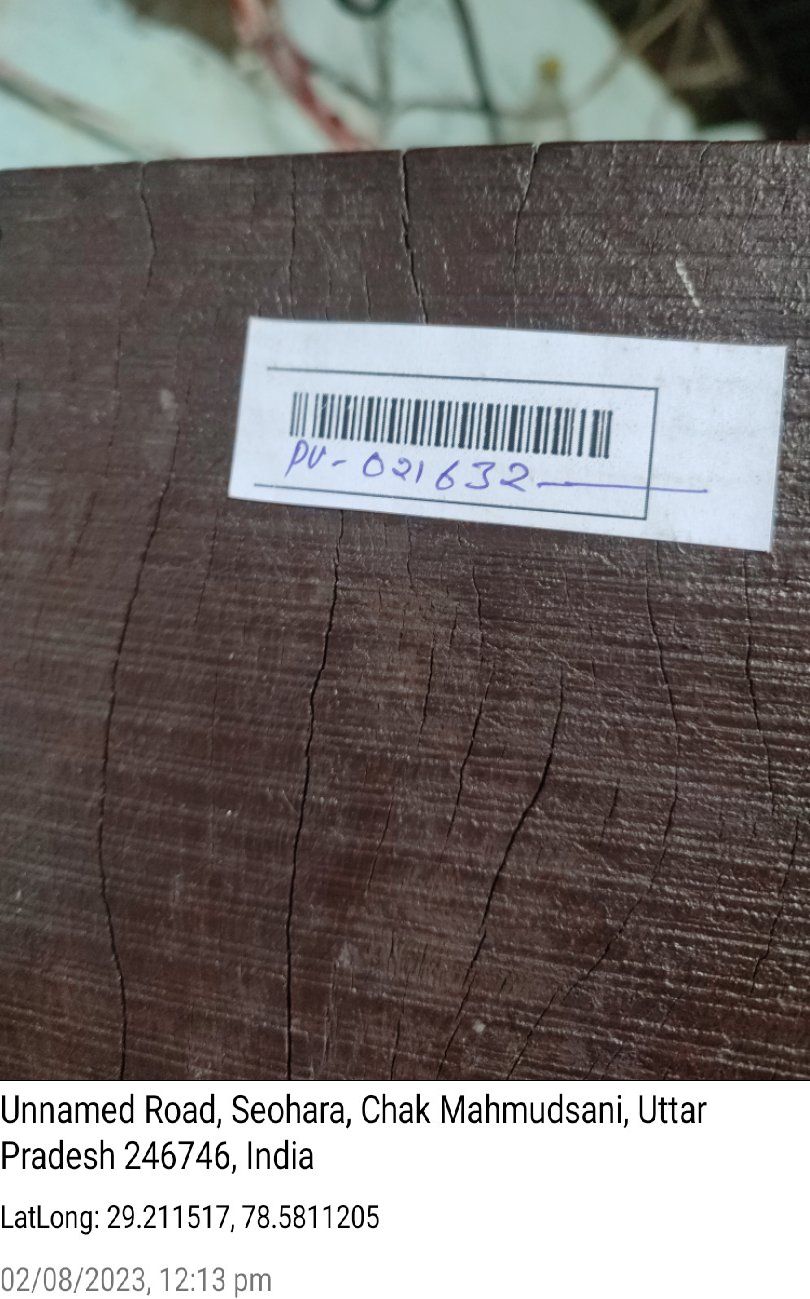 PV-021632
Unnamed Road, Seohara, Chak Mahmudsani, Uttar
Pradesh 246746, India
LatLong: 29.211517, 78.5811205
02/08/2023, 12:13 pm